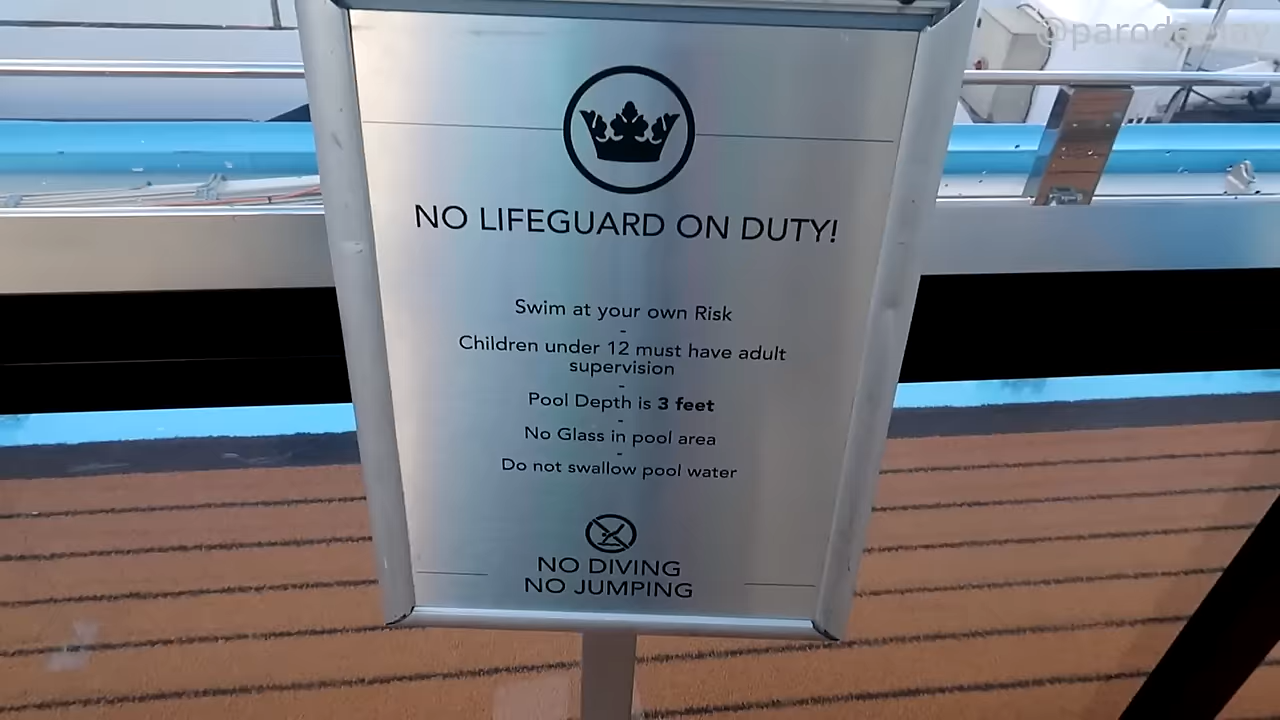 NO LIFEGUARD ON DUTY!
Swim at your own Risk
-
Children under 12 must have adult
supervision
-
Pool Depth is 3 feet
-
No Glass in pool area
-
Do not swallow pool water
NO DIVING
NO JUMPING